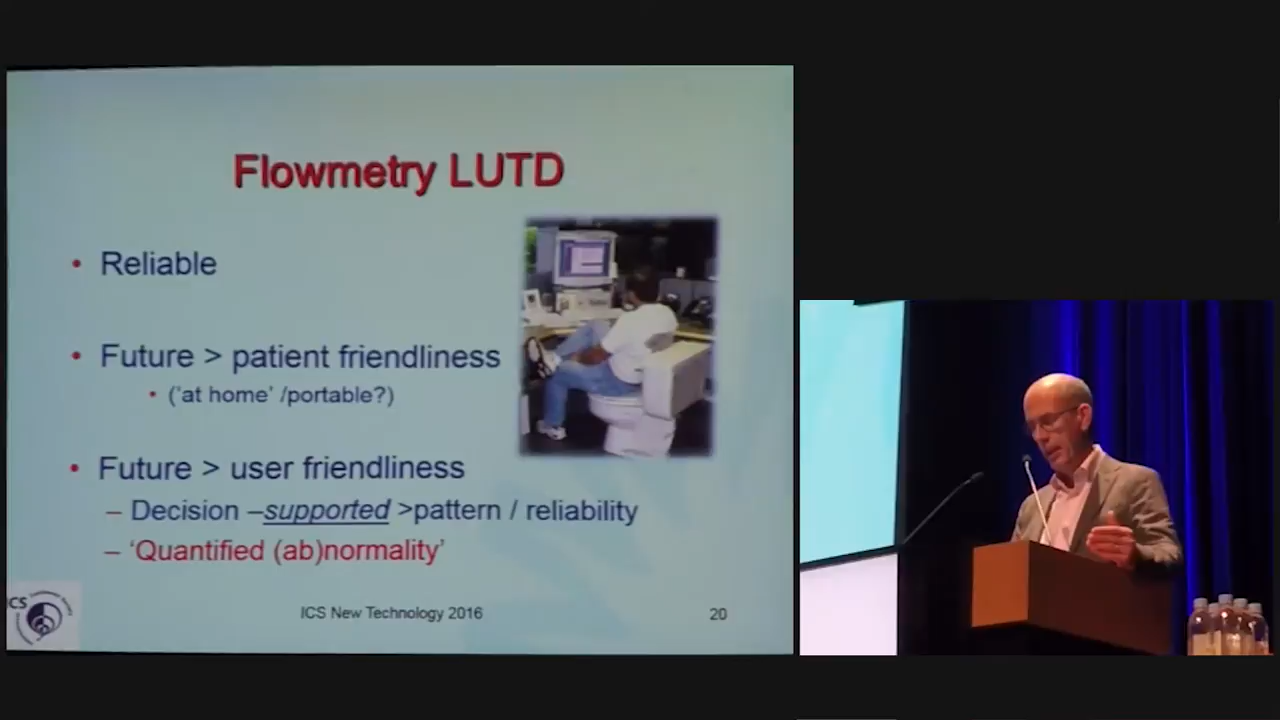 Flowmetry LUTD
• Reliable
• Future > patient friendliness
• ('at home' /portable?)
• Future > user friendliness
– Decision –supported >pattern / reliability
– 'Quantified (ab)normality'
ICS
ICS New Technology 2016
20